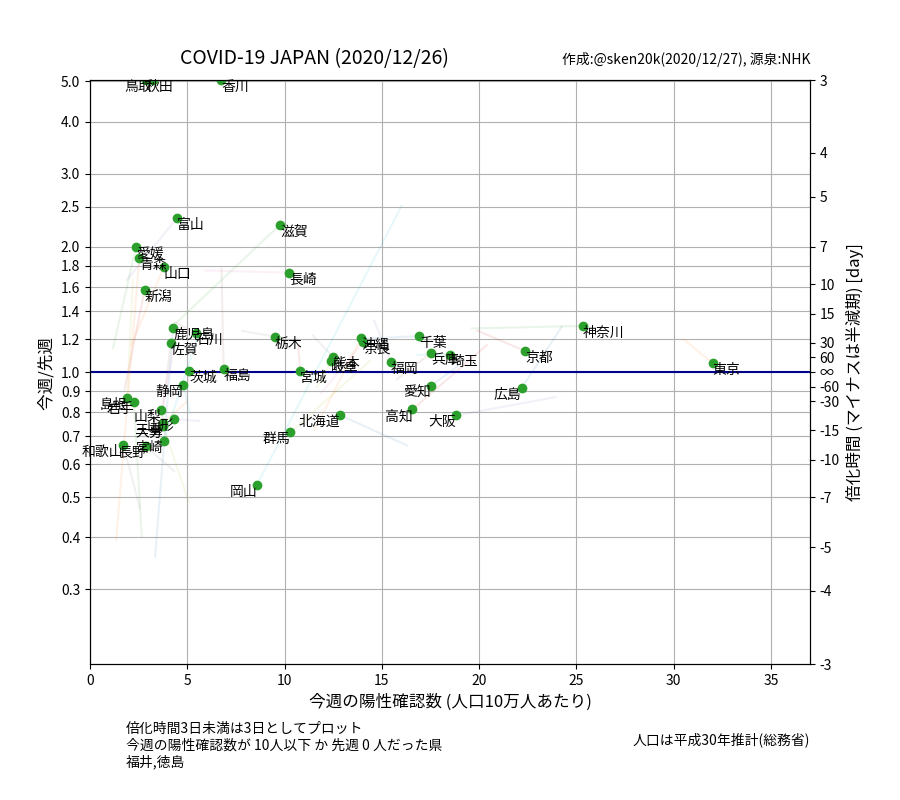 COVID-19 JAPAN (2020/12/26)
作成:@sken20k(2020/12/27), 源泉:NHK
5.0
4.0
3.0
2.5
2.0
1.8
1.6
1.4
1.2
1.0
0.9
0.8
0.7
0.6
0.5
0.4
0.3
今週/先週
鳥取
秋田
香川
富山
滋賀
愛媛
青森
山口
長崎
新潟
鹿児島
石川
佐賀
栃木
沖縄
奈良
千葉
神奈川
熊本
岐阜
福岡
兵庫
埼玉
京都
東京
茨城
福島
宮城
静岡
愛知
広島
島根
岩手
山梨
北海道
高知
大阪
山形
三重
大分
群馬
和歌山
長野
宮崎
岡山
3
4
5
7
10
15
30
60
∞
-60
-30
-15
-10
-7
-5
-4
-3
倍化時間 (マイナスは半減期) [day]
0 5 10 15 20 25 30 35
今週の陽性確認数 (人口10万人あたり)
倍化時間3日未満は3日としてプロット
今週の陽性確認数が 10人以下 か 先週 0 人だった県
福井,徳島
人口は平成30年推計(総務省)